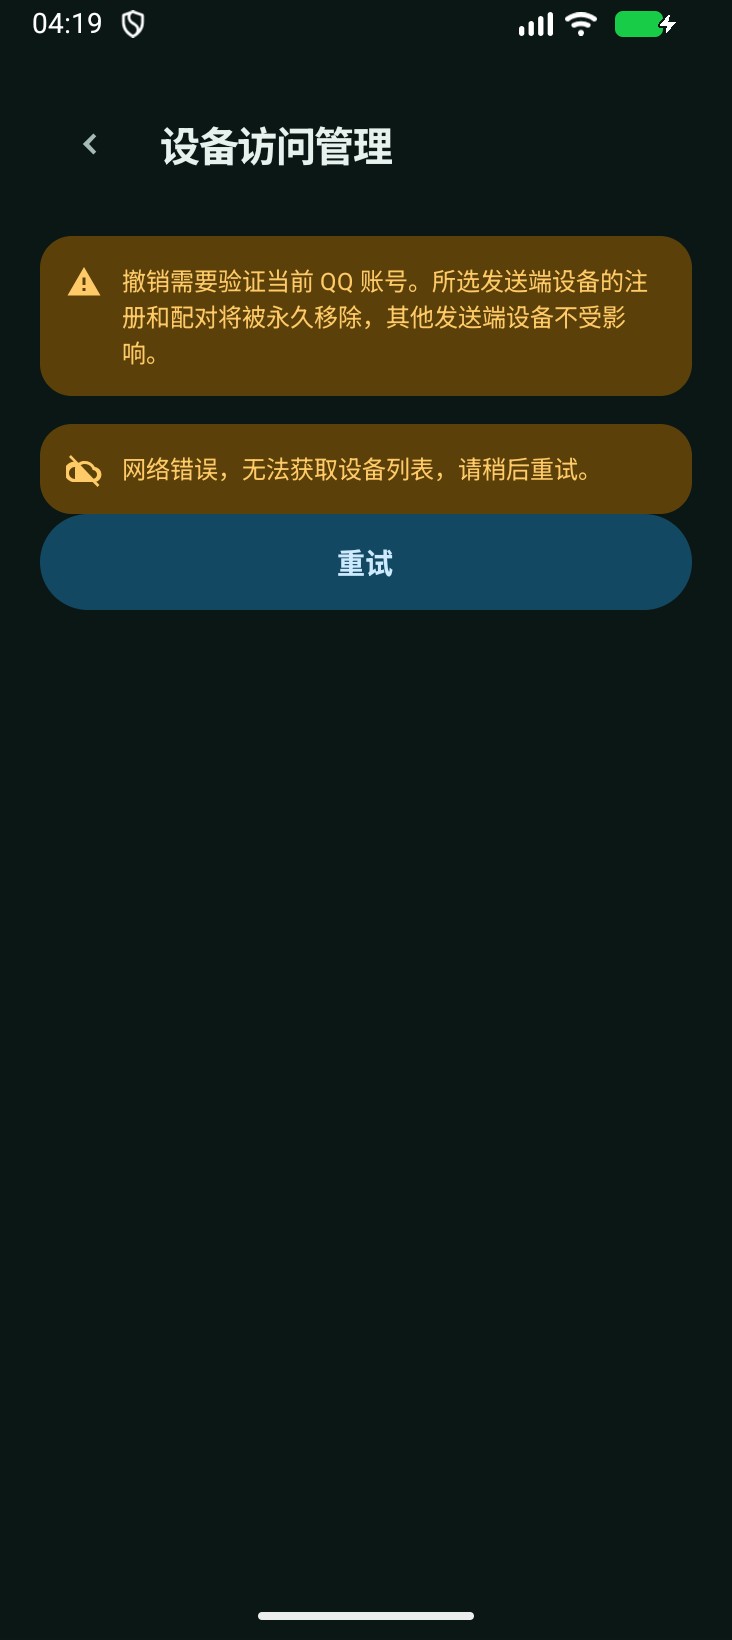 04:19
设备访问管理
撤销需要验证当前 QQ 账号。所选发送端设备的注
册和配对将被永久移除，其他发送端设备不受影
响。
网络错误，无法获取设备列表，请稍后重试。
重试